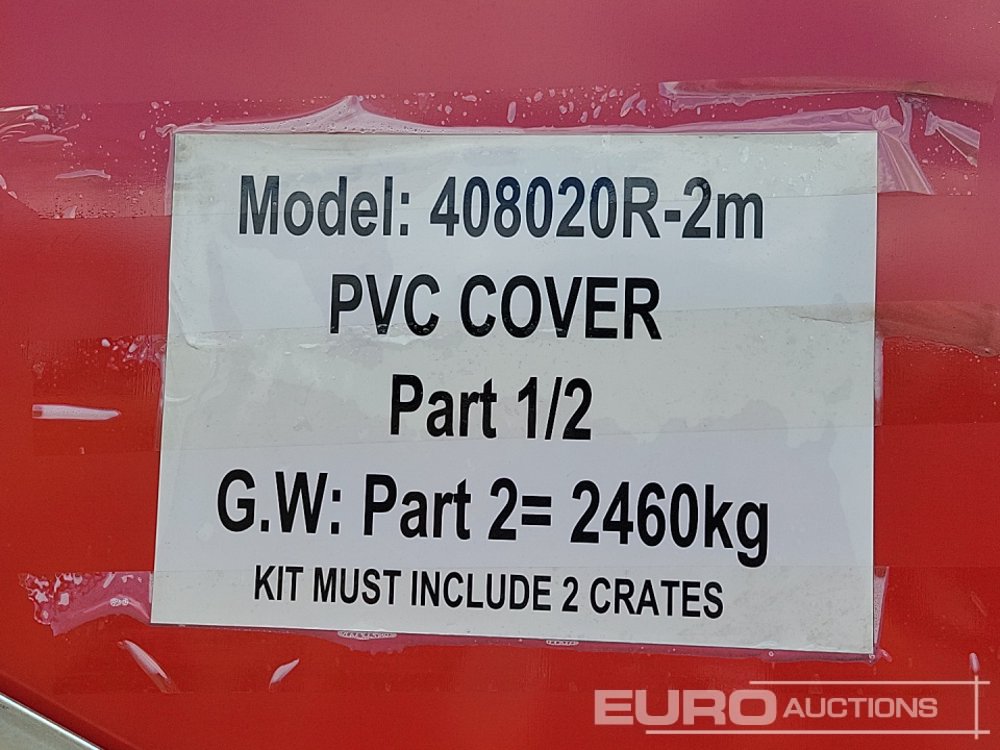 Model: 408020R-2m
PVC COVER
Part 1/2
G.W: Part 2= 2460kg
KIT MUST INCLUDE 2 CRATES
EURO AUCTIONS